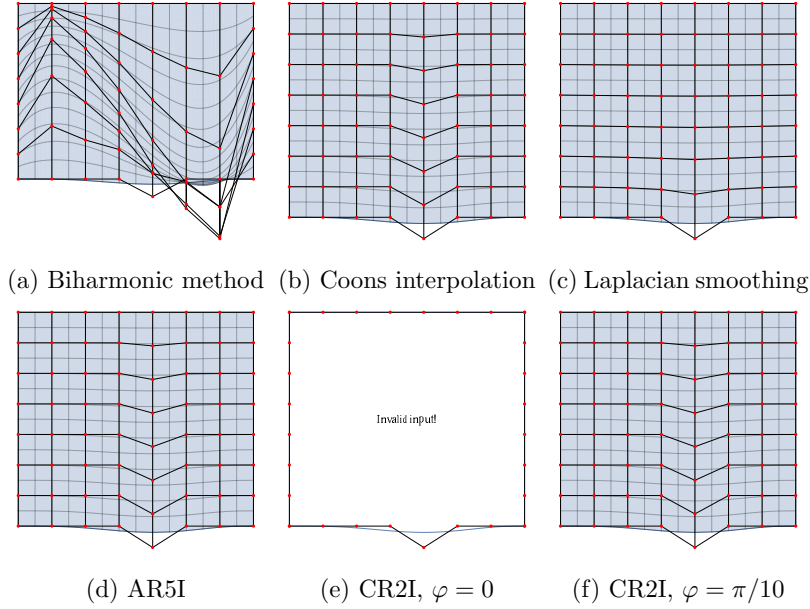 (a) Biharmonic method (b) Coons interpolation (c) Laplacian smoothing
Invalid input!
(d) AR5I (e) CR2I, φ = 0 (f) CR2I, φ = π/10